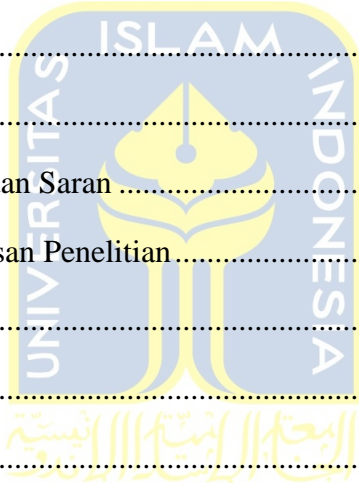 ISLAM
UNIVERSITAS
INDONESIA
................................................
................................................
an Saran ................................
san Penelitian ........................
................................................
................................................
................................................